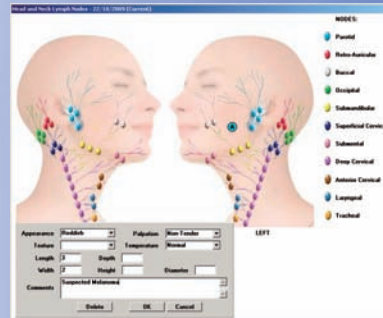 Head and Neck Lymph Nodes - 22/10/2009 (Current)
NODES:
Parotid
Retro-Auricular
Buccal
Occipital
Submandibular
Superficial Cervical
Submental
Deep Cervical
Anterior Cervical
Laryngeal
Tracheal
LEFT
Appearance Reddish Palpation Non-Tender
Texture Temperature Normal
Length 3 Depth
Width 2 Height Diameter
Comments Suspected Melanoma
Delete OK Cancel